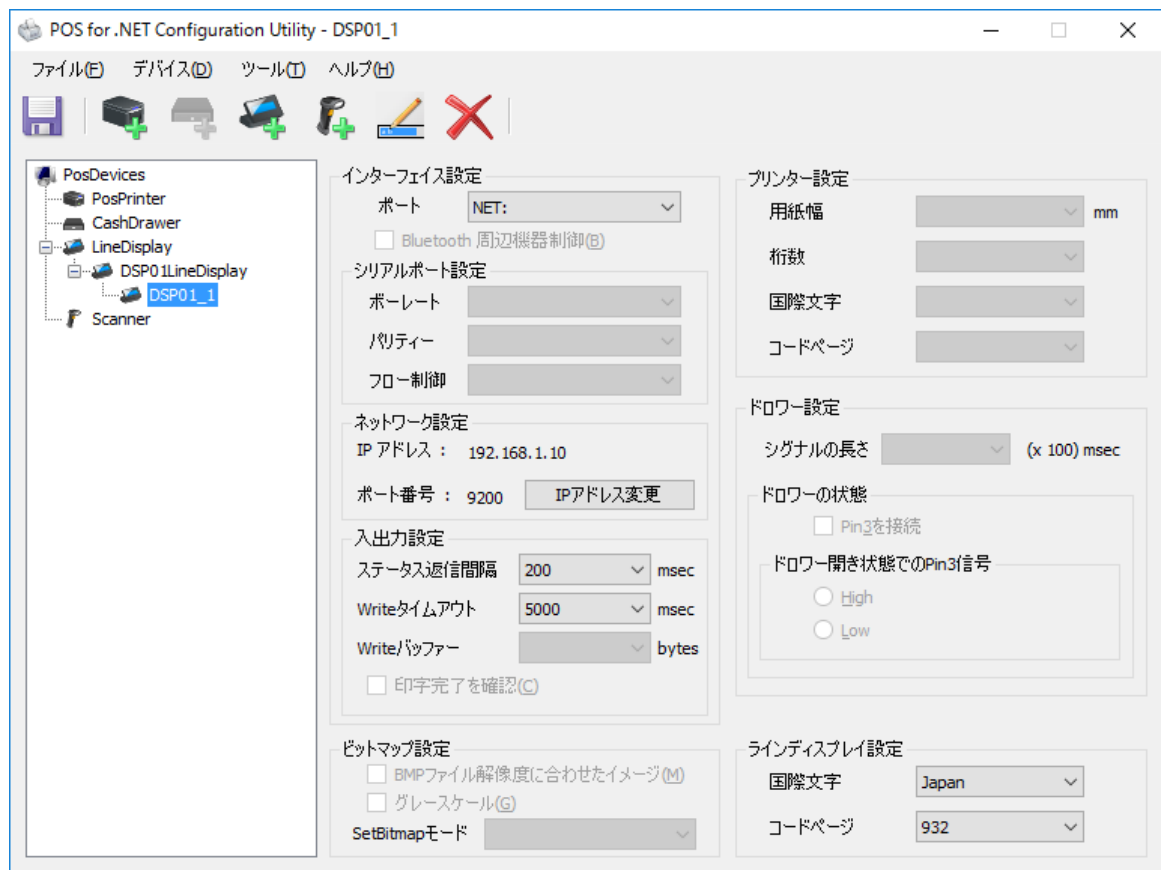 POS for .NET Configuration Utility - DSP01_1
ファイル(F) デバイス(D) ツール(T) ヘルプ(H)
PosDevices
PosPrinter
CashDrawer
LineDisplay
DSP01LineDisplay
DSP01_1
Scanner
インターフェイス設定
ポート NET:
Bluetooth 周辺機器制御(B)
シリアルポート設定
ボーレート
パリティー
フロー制御
ネットワーク設定
IP アドレス : 192.168.1.10
ポート番号 : 9200 IPアドレス変更
入出力設定
ステータス返信間隔 200 msec
Writeタイムアウト 5000 msec
Writeバッファー bytes
印字完了を確認(C)
ビットマップ設定
BMPファイル解像度に合わせたイメージ(M)
グレースケール(G)
SetBitmapモード
プリンター設定
用紙幅 mm
桁数
国際文字
コードページ
ドロワー設定
シグナルの長さ (x 100) msec
ドロワーの状態
Pin3を接続
ドロワー開き状態でのPin3信号
High
Low
ラインディスプレイ設定
国際文字 Japan
コードページ 932